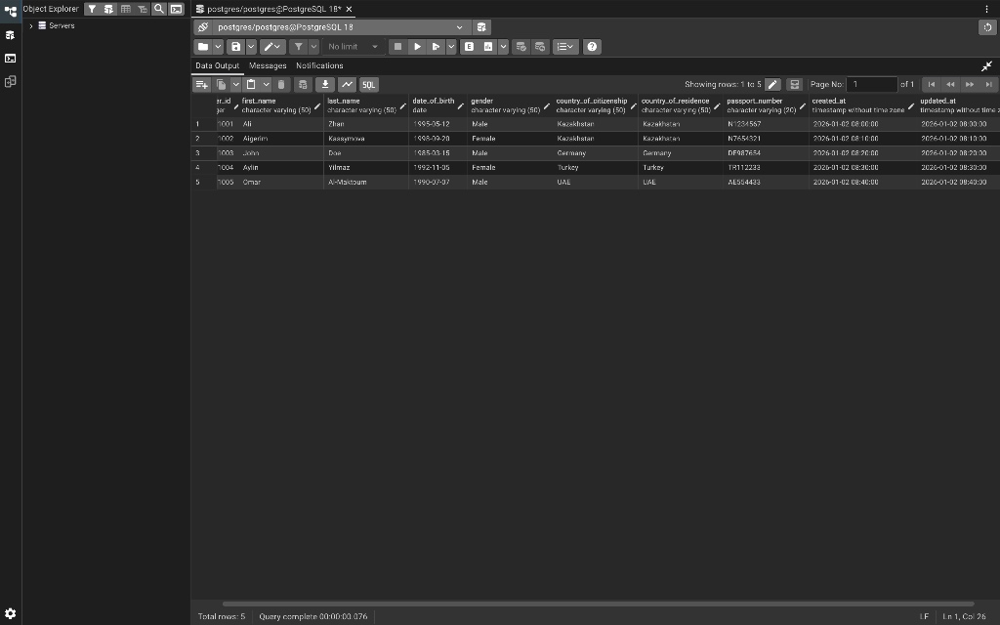 Object Explorer
Servers
postgres/postgres@PostgreSQL 18*
postgres/postgres@PostgreSQL 18
No limit
E
Data Output Messages Notifications
SQL Showing rows: 1 to 5 Page No: 1 of 1
er_id first_name last_name date_of_birth gender country_of_citizenship country_of_residence passport_number created_at updated_at
ger character varying (50) character varying (50) date character varying (50) character varying (50) character varying (50) character varying (20) timestamp without time zone timestamp without time z
1 1001 Ali Zhan 1995-05-12 Male Kazakhstan Kazakhstan N1234567 2026-01-02 08:00:00 2026-01-02 08:00:00
2 1002 Aigerim Kassymova 1998-09-20 Female Kazakhstan Kazakhstan N7654321 2026-01-02 08:10:00 2026-01-02 08:10:00
3 1003 John Doe 1985-03-15 Male Germany Germany DE987654 2026-01-02 08:20:00 2026-01-02 08:20:00
4 1004 Aylin Yilmaz 1992-11-05 Female Turkey Turkey TR112233 2026-01-02 08:30:00 2026-01-02 08:30:00
5 1005 Omar Al-Maktoum 1990-07-07 Male UAE UAE AE554433 2026-01-02 08:40:00 2026-01-02 08:40:00
Total rows: 5 Query complete 00:00:00.076 LF Ln 1, Col 26